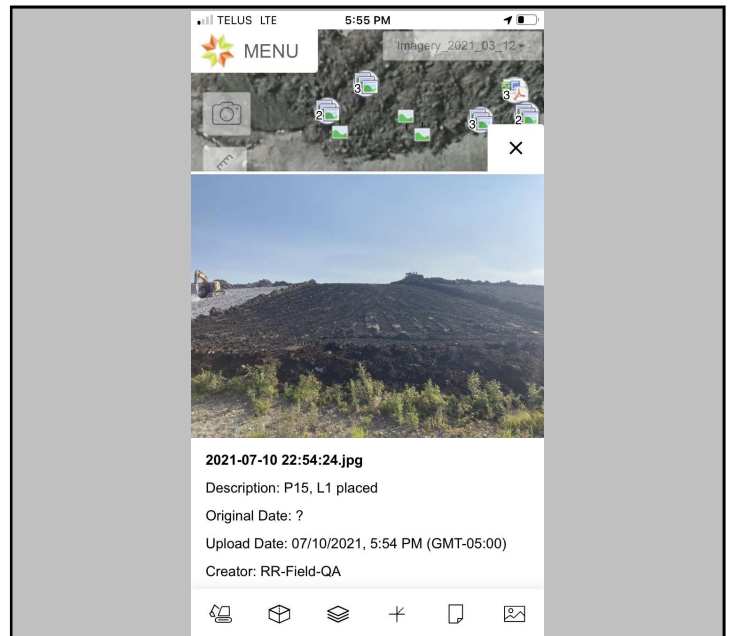 TELUS LTE 5:55 PM
MENU
Imagery_2021_03_12
3
2
3
3
2
2021-07-10 22:54:24.jpg
Description: P15, L1 placed
Original Date: ?
Upload Date: 07/10/2021, 5:54 PM (GMT-05:00)
Creator: RR-Field-QA